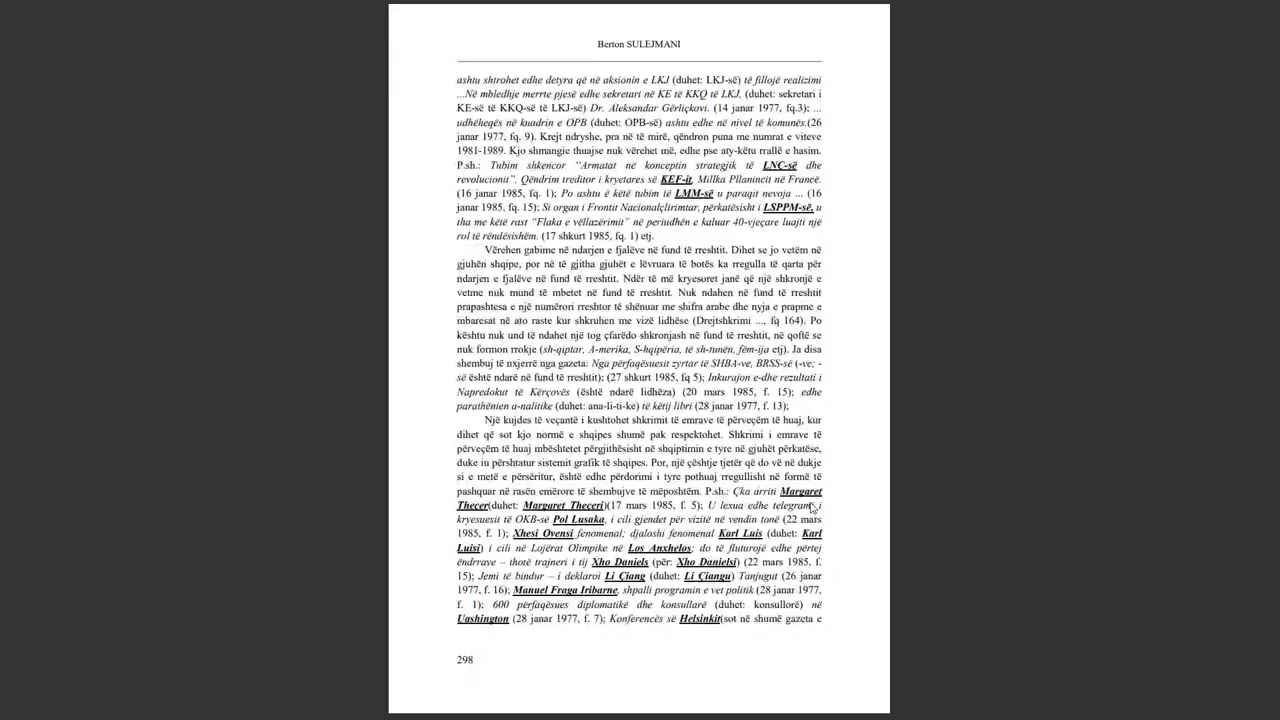 Berton SULEJMANI
ashtu shtrohet edhe detyra që në aksionin e LKJ (duhet: LKJ-së) të fillojë realizimi
...Në mbledhje merrte pjesë edhe sekretari në KE të KKQ të LKJ, (duhet: sekretari i
KE-së të KKQ-së të LKJ-së) Dr. Aleksandar Gërliçkovi. (14 janar 1977, fq.3); ...
udhëheqës në kuadrin e OPB (duhet: OPB-së) ashtu edhe në nivel të komunës.(26
janar 1977, fq. 9). Krejt ndryshe, pra në të mirë, qëndron puna me numrat e viteve
1981-1989. Kjo shmangie thuajse nuk vërehet më, edhe pse aty-këtu rrallë e hasim.
P.sh.: Tubim shkencor “Armatat në konceptin strategjik të LNÇ-së dhe
revolucionit”. Qëndrim treditor i kryetares së KEF-it, Millka Pllanincit në Francë.
(16 janar 1985, fq. 1); Po ashtu ë këtë tubim të LMM-së u paraqit nevoja ... (16
janar 1985, fq. 15); Si organ i Frontit Nacionalçlirimtar, përkatësisht i LSPPM-së, u
tha me këtë rast “Flaka e vëllazërimit” në periudhën e kaluar 40-vjeçare luajti një
rol të rëndësishëm. (17 shkurt 1985, fq. 1) etj.
Vërehen gabime në ndarjen e fjalëve në fund të rreshtit. Dihet se jo vetëm në
gjuhën shqipe, por në të gjitha gjuhët e lëvruara të botës ka rregulla të qarta për
ndarjen e fjalëve në fund të rreshtit. Ndër të më kryesoret janë që një shkronjë e
vetme nuk mund të mbetet në fund të rreshtit. Nuk ndahen në fund të rreshtit
prapashtesa e një numërori rreshtor të shënuar me shifra arabe dhe nyja e prapme e
mbaresat në ato raste kur shkruhen me vizë lidhëse (Drejtshkrimi ..., fq 164). Po
kështu nuk und të ndahet një tog çfarëdo shkronjash në fund të rreshtit, në qoftë se
nuk formon rrokje (sh-qiptar, A-merika, S-hqipëria, të sh-tunën, fëm-ija etj). Ja disa
shembuj të nxjerrë nga gazeta: Nga përfaqësuesit zyrtar të SHBA-ve, BRSS-së (-ve; -
së është ndarë në fund të rreshtit); (27 shkurt 1985, fq 5); Inkurajon e-dhe rezultati i
Napredokut të Kërçovës (është ndarë lidhëza) (20 mars 1985, f. 15); edhe
parathënien a-nalitike (duhet: ana-li-ti-ke) të këtij libri (28 janar 1977, f. 13);
Një kujdes të veçantë i kushtohet shkrimit të emrave të përveçëm të huaj, kur
dihet që sot kjo normë e shqipes shumë pak respektohet. Shkrimi i emrave të
përveçëm të huaj mbështetet përgjithësisht në shqiptimin e tyre në gjuhët përkatëse,
duke iu përshtatur sistemit grafik të shqipes. Por, një çështje tjetër që do vë në dukje
si e metë e përsëritur, është edhe përdorimi i tyre pothuaj rregullisht në formë të
pashquar në rasën emërore të shembujve të mëposhtëm. P.sh.: Çka arriti Margaret
Theçer(duhet: Margaret Theçeri)(17 mars 1985, f. 5); U lexua edhe telegrami i
kryesuesit të OKB-së Pol Lusaka, i cili gjendet për vizitë në vendin tonë (22 mars
1985, f. 1); Xhesi Ovensi fenomenal; djaloshi fenomenal Karl Luis (duhet: Karl
Luisi) i cili në Lojërat Olimpike në Los Anxhelos; do të fluturojë edhe përtej
ëndrrave – thotë trajneri i tij Xho Daniels (për: Xho Danielsi) (22 mars 1985, f.
15); Jemi të bindur – i deklaroi Li Çiang (duhet: Li Çiangu) Tanjugut (26 janar
1977, f. 16); Manuel Fraga Iribarne, shpalli programin e vet politik (28 janar 1977,
f. 1); 600 përfaqësues diplomatikë dhe konsullarë (duhet: konsullorë) në
Uashington (28 janar 1977, f. 7); Konferencës së Helsinkit(sot në shumë gazeta e
298